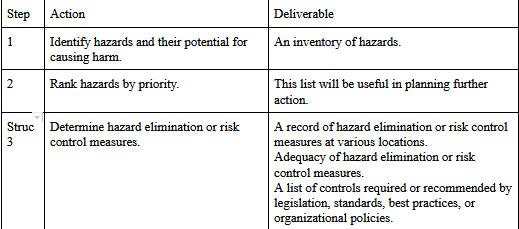 Step Action Deliverable
1 Identify hazards and their potential for An inventory of hazards.
causing harm.
2 Rank hazards by priority. This list will be useful in planning further
action.
Struc Determine hazard elimination or risk A record of hazard elimination or risk control
3 control measures. measures at various locations.
Adequacy of hazard elimination or risk
control measures.
A list of controls required or recommended by
legislation, standards, best practices, or
organizational policies.